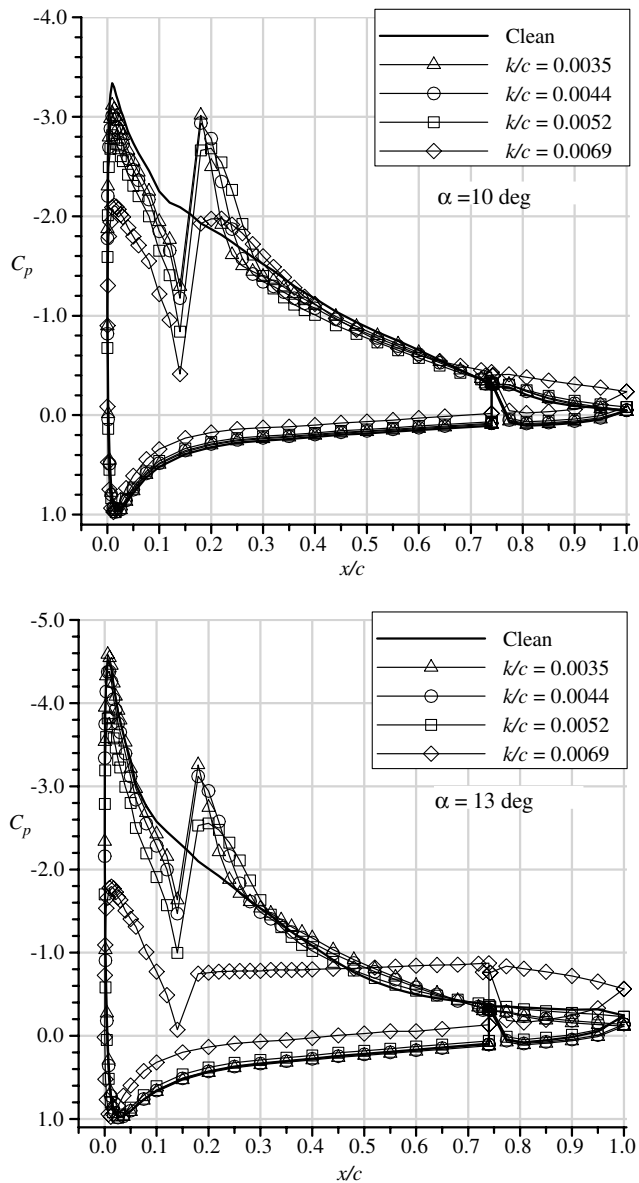 -4.0
Clean
k/c = 0.0035
k/c = 0.0044
k/c = 0.0052
k/c = 0.0069
-3.0
α =10 deg
-2.0
Cp
-1.0
0.0
1.0
0.0 0.1 0.2 0.3 0.4 0.5 0.6 0.7 0.8 0.9 1.0
x/c
-5.0
Clean
k/c = 0.0035
k/c = 0.0044
k/c = 0.0052
k/c = 0.0069
-4.0
-3.0
α = 13 deg
Cp
-2.0
-1.0
0.0
1.0
0.0 0.1 0.2 0.3 0.4 0.5 0.6 0.7 0.8 0.9 1.0
x/c